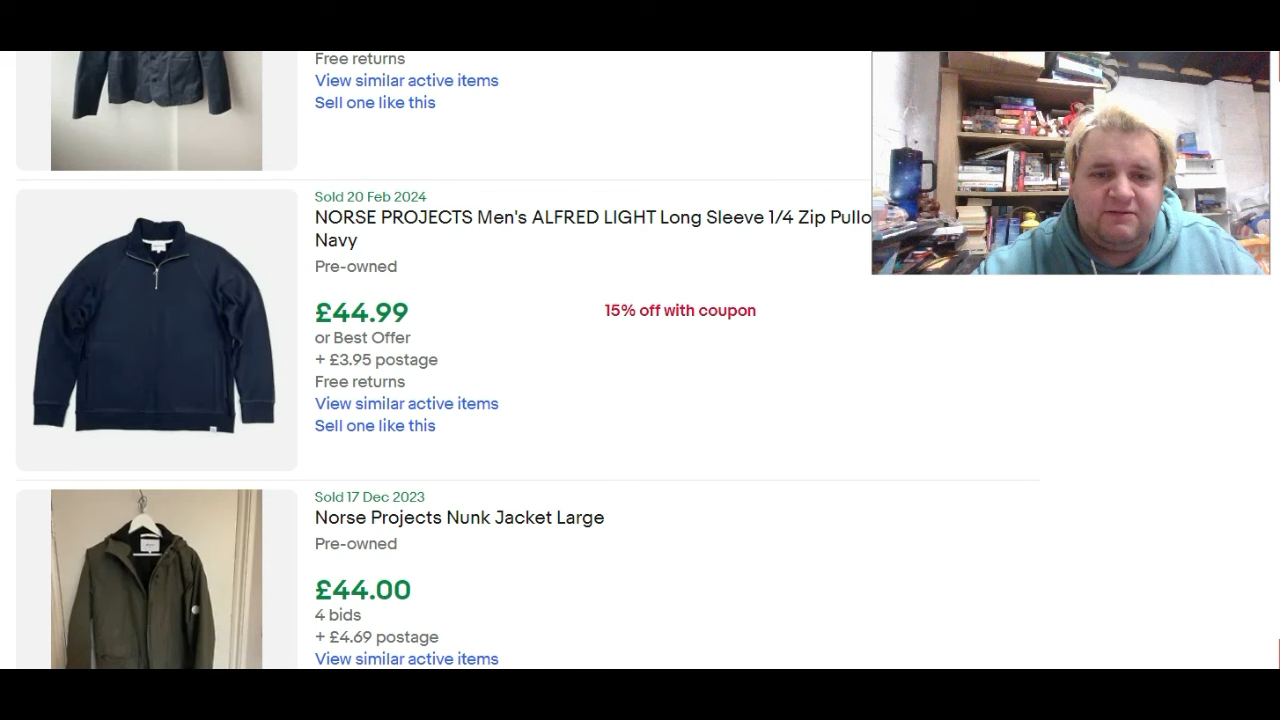 Free returns
View similar active items
Sell one like this
Sold 20 Feb 2024
NORSE PROJECTS Men's ALFRED LIGHT Long Sleeve 1/4 Zip Pullo
Navy
Pre-owned
£44.99
15% off with coupon
or Best Offer
+ £3.95 postage
Free returns
View similar active items
Sell one like this
Sold 17 Dec 2023
Norse Projects Nunk Jacket Large
Pre-owned
£44.00
4 bids
+ £4.69 postage
View similar active items